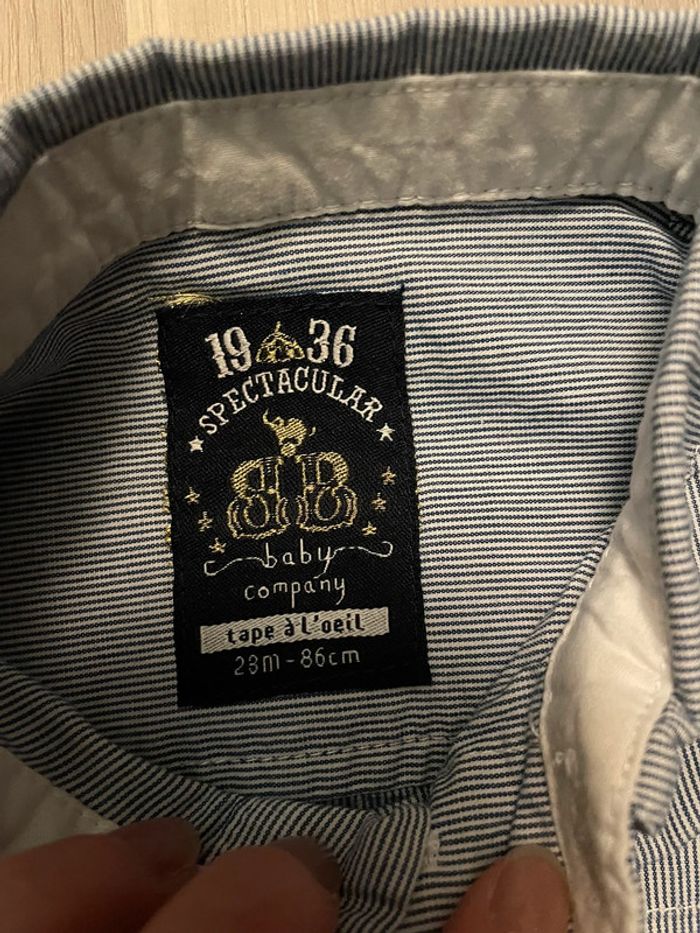 19 36
SPECTACULAR
BB
baby
company
tape à l'oeil
23m - 86cm